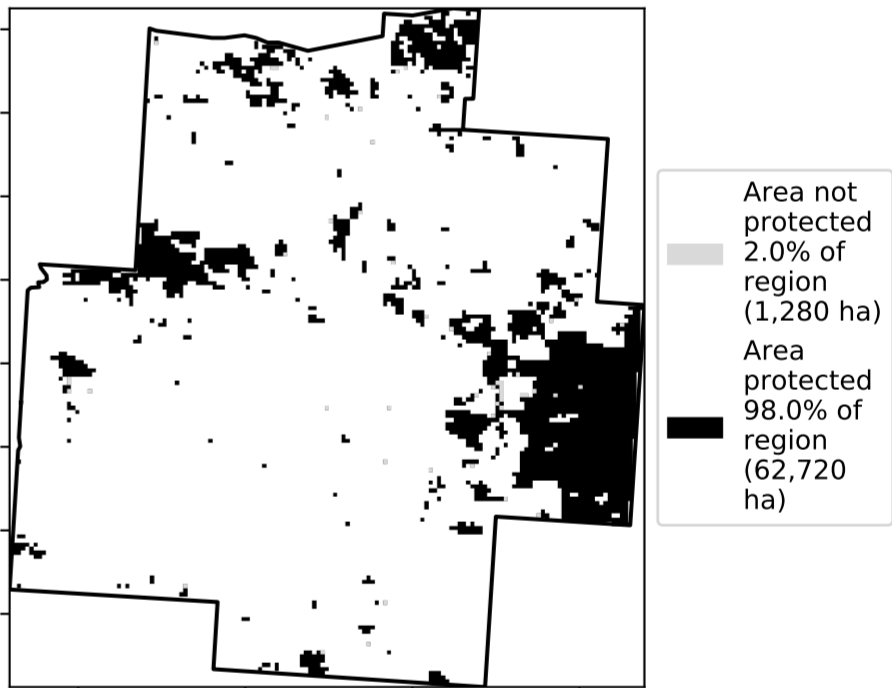 Area not
protected
2.0% of
region
(1,280 ha)
Area
protected
98.0% of
region
(62,720
ha)